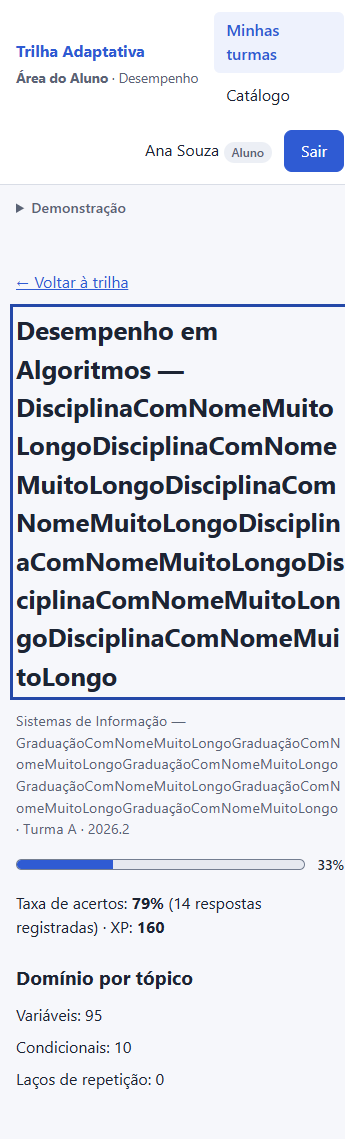 Trilha Adaptativa
Área do Aluno · Desempenho
Minhas
turmas
Catálogo
Ana Souza Aluno Sair
▶ Demonstração
← Voltar à trilha
Desempenho em
Algoritmos —
DisciplinaComNomeMuito
LongoDisciplinaComNome
MuitoLongoDisciplinaCom
NomeMuitoLongoDisciplin
aComNomeMuitoLongoDis
ciplinaComNomeMuitoLon
goDisciplinaComNomeMui
toLongo
Sistemas de Informação —
GraduaçãoComNomeMuitoLongoGraduaçãoComN
omeMuitoLongoGraduaçãoComNomeMuitoLongo
GraduaçãoComNomeMuitoLongoGraduaçãoComN
omeMuitoLongoGraduaçãoComNomeMuitoLongo
· Turma A · 2026.2
33%
Taxa de acertos: 79% (14 respostas
registradas) · XP: 160
Domínio por tópico
Variáveis: 95
Condicionais: 10
Laços de repetição: 0